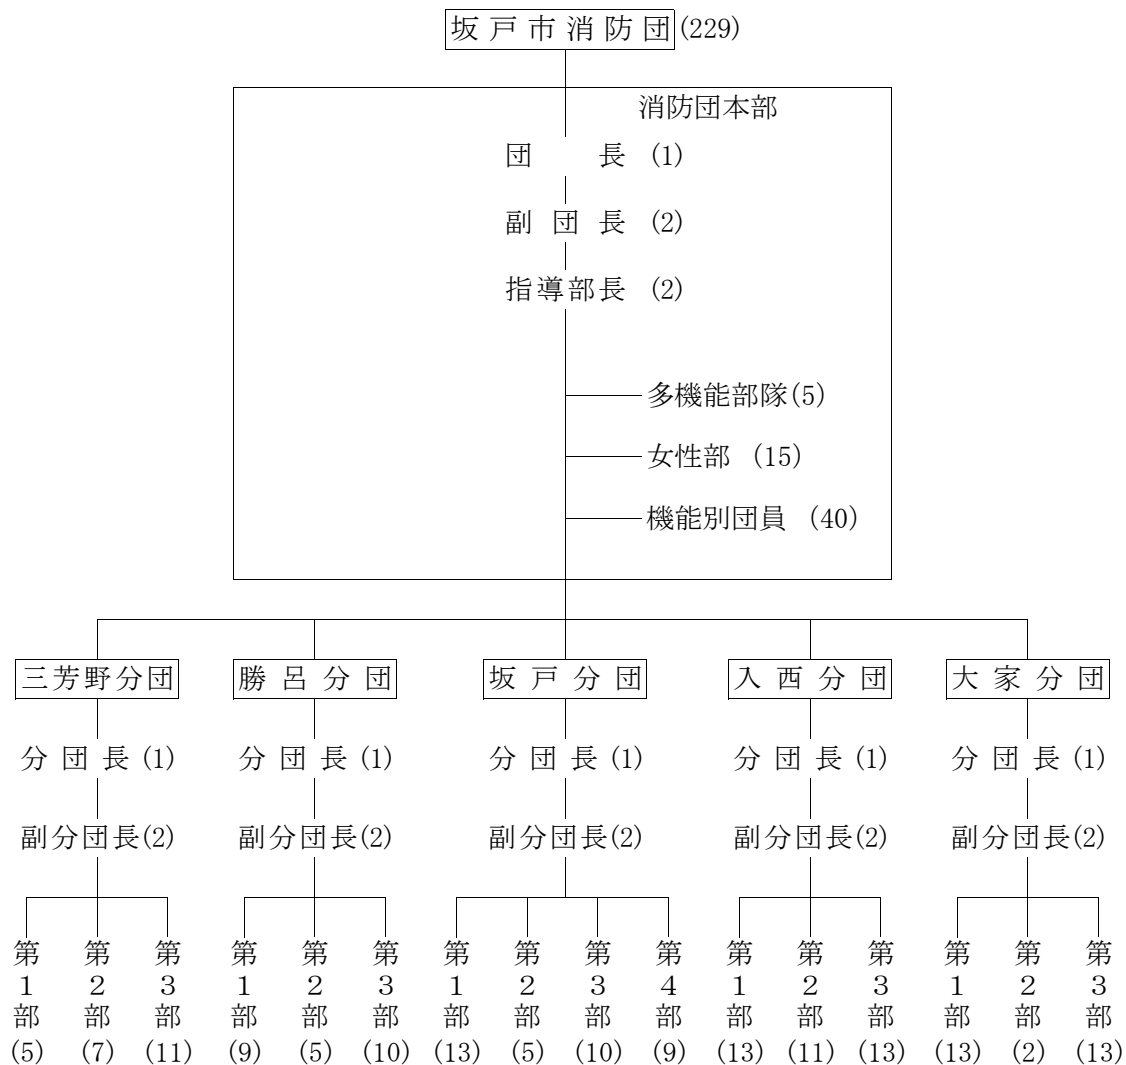 坂戸市消防団(229)
消防団本部
団長 (1)
副団長 (2)
指導部長 (2)
多機能部隊(5)
女性部 (15)
機能別団員 (40)
三芳野分団 勝呂分団 坂戸分団 入西分団 大家分団
分団長(1) 分団長(1) 分団長(1) 分団長(1) 分団長(1)
副分団長(2) 副分団長(2) 副分団長(2) 副分団長(2) 副分団長(2)
第1部(5) 第2部(7) 第3部(11) 第1部(9) 第2部(5) 第3部(10) 第1部(13) 第2部(5) 第3部(10) 第4部(9) 第1部(13) 第2部(11) 第3部(13) 第1部(13) 第2部(2) 第3部(13)